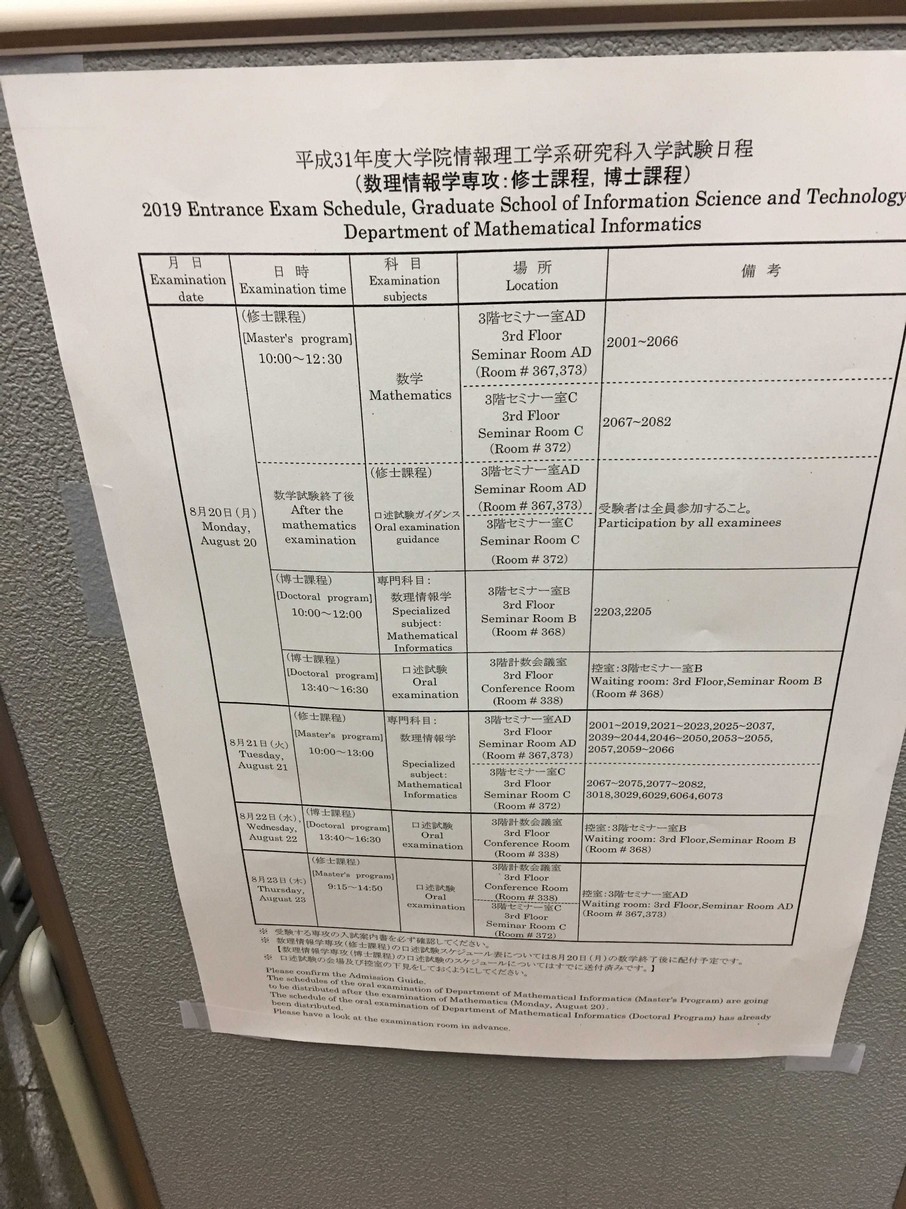 平成31年度大学院情報理工学系研究科入学試験日程
(数理情報学専攻:修士課程, 博士課程)
2019 Entrance Exam Schedule, Graduate School of Information Science and Technology
Department of Mathematical Informatics
月 日
Examination
date
日 時
Examination time
科 目
Examination
subjects
場 所
Location
備 考
8月20日(月)
Monday,
August 20
(修士課程)
[Master's program]
10:00~12:30
数学
Mathematics
3階セミナー室AD
3rd Floor
Seminar Room AD
(Room # 367,373)
2001~2066
3階セミナー室C
3rd Floor
Seminar Room C
(Room # 372)
2067~2082
数学試験終了後
After the
mathematics
examination
(修士課程)
口述試験ガイダンス
Oral examination
guidance
3階セミナー室AD
Seminar Room AD
(Room # 367,373)
3階セミナー室C
Seminar Room C
(Room # 372)
受験者は全員参加すること。
Participation by all examinees
(博士課程)
[Doctoral program]
10:00~12:00
専門科目:
数理情報学
Specialized
subject:
Mathematical
Informatics
3階セミナー室B
3rd Floor
Seminar Room B
(Room # 368)
2203,2205
(博士課程)
[Doctoral program]
13:40~16:30
口述試験
Oral
examination
3階計数会議室
3rd Floor
Conference Room
(Room # 338)
控室:3階セミナー室B
Waiting room: 3rd Floor,Seminar Room B
(Room # 368)
8月21日(火)
Tuesday,
August 21
(修士課程)
[Master's program]
10:00~13:00
専門科目:
数理情報学
Specialized
subject:
Mathematical
Informatics
3階セミナー室AD
3rd Floor
Seminar Room AD
(Room # 367,373)
2001~2019,2021~2023,2025~2037,
2039~2044,2046~2050,2053~2055,
2057,2059~2066
3階セミナー室C
3rd Floor
Seminar Room C
(Room # 372)
2067~2075,2077~2082,
3018,3029,6029,6064,6073
8月22日(水),
Wednesday,
August 22
(博士課程)
[Doctoral program]
13:40~16:30
口述試験
Oral
examination
3階計数会議室
3rd Floor
Conference Room
(Room # 338)
控室:3階セミナー室B
Waiting room: 3rd Floor,Seminar Room B
(Room # 368)
8月23日(木)
Thursday,
August 23
(修士課程)
[Master's program]
9:15~14:50
口述試験
Oral
examination
3階計数会議室
3rd Floor
Conference Room
(Room # 338)
3階セミナー室C
3rd Floor
Seminar Room C
(Room # 372)
控室:3階セミナー室AD
Waiting room: 3rd Floor,Seminar Room AD
(Room # 367,373)
※ 受験する専攻の入試案内書を必ず確認してください。
※ 数理情報学専攻(修士課程)の口述試験スケジュール表については8月20日(月)の数学終了後に配付予定です。
【数理情報学専攻(博士課程)の口述試験のスケジュールについてはすでに送付済みです。】
※ 口述試験の会場及び控室の下見をしておくようにしてください。
Please confirm the Admission Guide.
The schedules of the oral examination of Department of Mathematical Informatics (Master's Program) are going
to be distributed after the examination of Mathematics (Monday, August 20).
The schedule of the oral examination of Department of Mathematical Informatics (Doctoral Program) has already
been distributed.
Please have a look at the examination room in advance.